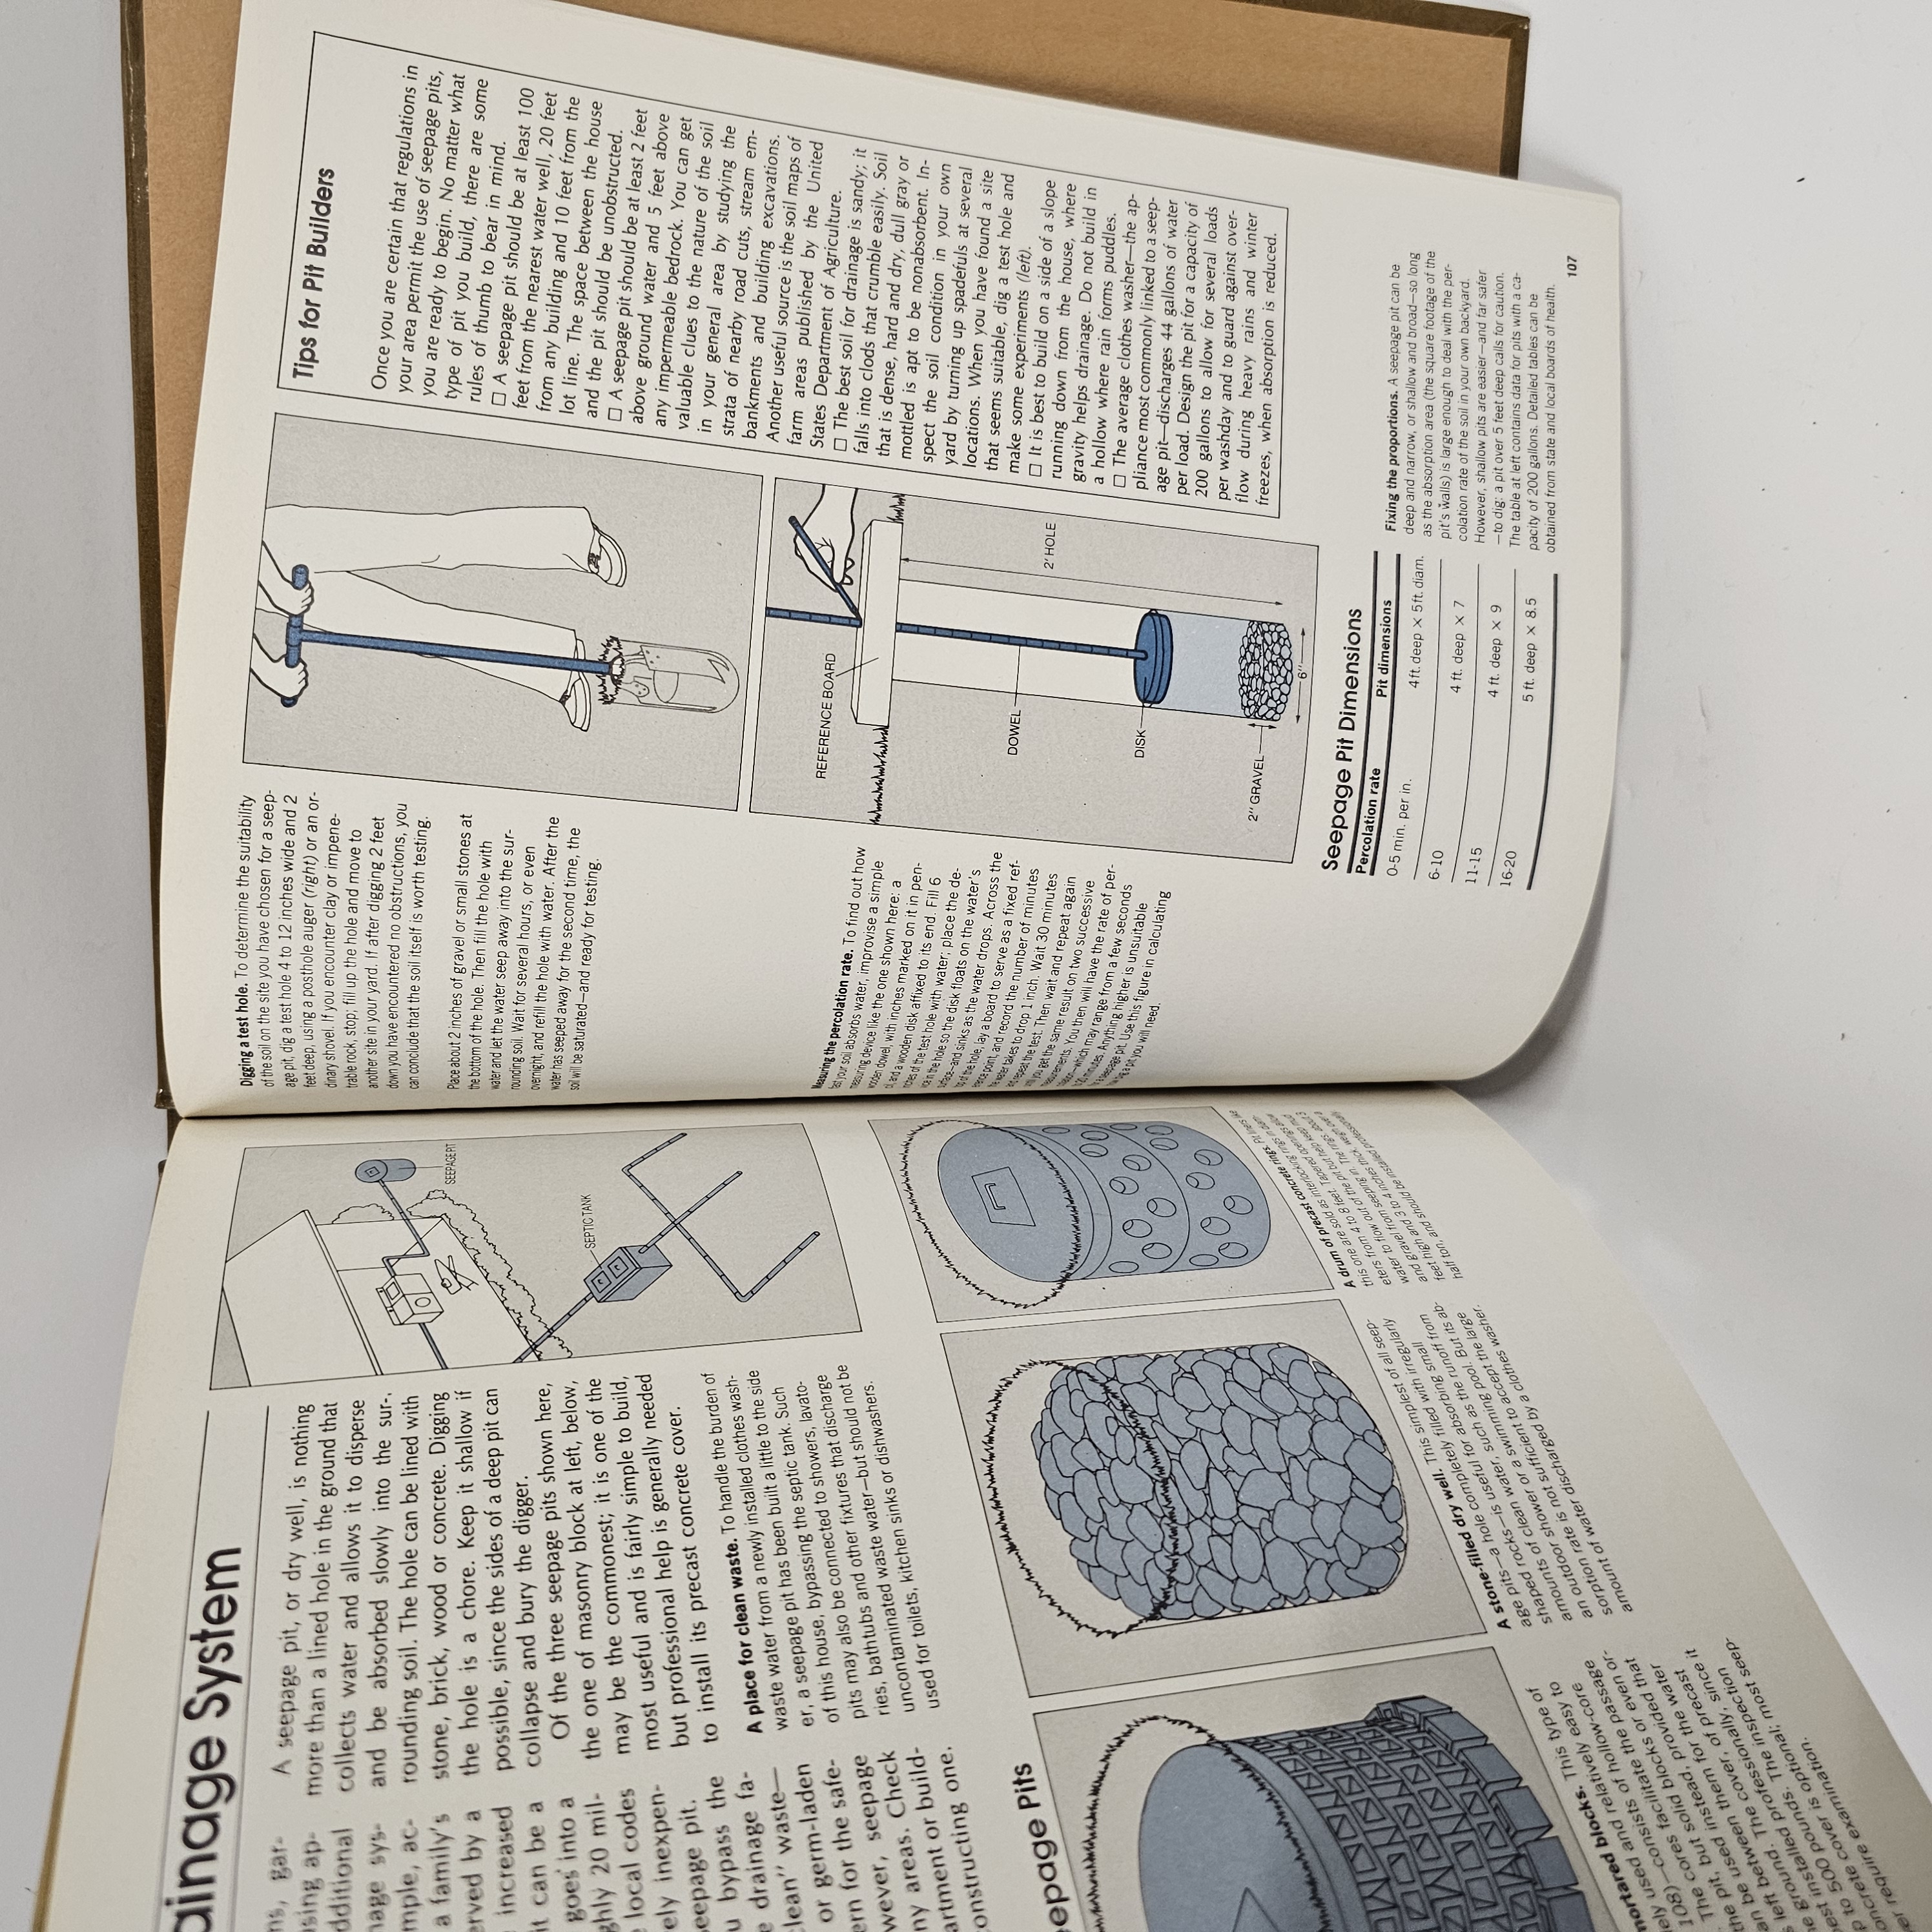 ainage System
ns, gar-
sing ap-
dditional
nage sys-
mple, ac-
a family's
erved by a
increased
it can be a
goes into a
ghly 20 mil-
local codes
ely inexpen-
seepage pit.
u bypass the
drainage fa-
clean" waste—
or germ-laden
ern for the safe-
wever, seepage
ny areas. Check
artment or build-
constructing one.
A seepage pit, or dry well, is nothing
more than a lined hole in the ground that
collects water and allows it to disperse
and be absorbed slowly into the sur-
rounding soil. The hole can be lined with
stone, brick, wood or concrete. Digging
the hole is a chore. Keep it shallow if
possible, since the sides of a deep pit can
collapse and bury the digger.
Of the three seepage pits shown here,
the one of masonry block at left, below,
may be the commonest; it is one of the
most useful and is fairly simple to build,
but professional help is generally needed
to install its precast concrete cover.
A place for clean waste. To handle the burden of
waste water from a newly installed clothes wash-
er, a seepage pit has been built a little to the side
of this house, bypassing the septic tank. Such
pits may also be connected to showers, lavato-
ries, bathtubs and other fixtures that discharge
uncontaminated waste water—but should not be
used for toilets, kitchen sinks or dishwashers.
SEEPAGE PIT
SEPTIC TANK
eepage Pits
mortared blocks. This type of
ely used and relatively easy to
108)—consists of hollow-core
The cores facilitate the passage
the pit, but solid blocks or even or-
an be used instead, provided that
s left between them for the water
ne ground. The cover, of precast
best installed professionally, since it
p to 500 pounds. The inspection
oncrete cover is optional; most seep-
er require examination.
A stone-filled dry well. This simplest of all seep-
age pits—a hole completely filled with irregularly
shaped rocks—is useful for absorbing small
amounts of clean water, such as the runoff from
an outdoor shower or a swimming pool. But its ab-
sorption rate is not sufficient to accept the large
amount of water discharged by a clothes washer.
A drum of precast concrete rings. Pit liners like
this one are sold as interlocking rings in diam-
eters from 4 to 8 feet. Tapered openings allow
water to flow out of the pit but help keep mud
and gravel from seeping in. The rings, about 3
feet high and 3 to 4 inches thick, weigh over a
half ton, and should be installed professionally.
Digging a test hole. To determine the suitability
of the soil on the site you have chosen for a seep-
age pit, dig a test hole 4 to 12 inches wide and 2
feet deep, using a posthole auger (right) or an or-
dinary shovel. If you encounter clay or impene-
trable rock, stop; fill up the hole and move to
another site in your yard. If after digging 2 feet
down you have encountered no obstructions, you
can conclude that the soil itself is worth testing.
Place about 2 inches of gravel or small stones at
the bottom of the hole. Then fill the hole with
water and let the water seep away into the sur-
rounding soil. Wait for several hours, or even
overnight, and refill the hole with water. After the
water has seeped away for the second time, the
soil will be saturated—and ready for testing.
Measuring the percolation rate. To find out how
fast your soil absorbs water, improvise a simple
measuring device like the one shown here: a
wooden dowel, with inches marked on it in pen-
cil, and a wooden disk affixed to its end. Fill 6
inches of the test hole with water; place the de-
vice in the hole so the disk floats on the water's
surface—and sinks as the water drops. Across the
top of the hole, lay a board to serve as a fixed ref-
erence point, and record the number of minutes
the water takes to drop 1 inch. Wait 30 minutes
and repeat the test. Then wait and repeat again
until you get the same result on two successive
measurements. You then will have the rate of per-
colation—which may range from a few seconds
to 20 minutes. Anything higher is unsuitable
for a seepage pit. Use this figure in calculating
how big a pit you will need.
REFERENCE BOARD
DOWEL
2' HOLE
DISK
2" GRAVEL
6"
Tips for Pit Builders
Once you are certain that regulations in
your area permit the use of seepage pits,
you are ready to begin. No matter what
type of pit you build, there are some
rules of thumb to bear in mind.
□ A seepage pit should be at least 100
feet from the nearest water well, 20 feet
from any building and 10 feet from the
lot line. The space between the house
and the pit should be unobstructed.
□ A seepage pit should be at least 2 feet
above ground water and 5 feet above
any impermeable bedrock. You can get
valuable clues to the nature of the soil
in your general area by studying the
strata of nearby road cuts, stream em-
bankments and building excavations.
Another useful source is the soil maps of
farm areas published by the United
States Department of Agriculture.
□ The best soil for drainage is sandy; it
falls into clods that crumble easily. Soil
that is dense, hard and dry, dull gray or
mottled is apt to be nonabsorbent. In-
spect the soil condition in your own
yard by turning up spadefuls at several
locations. When you have found a site
that seems suitable, dig a test hole and
make some experiments (left).
□ It is best to build on a side of a slope
running down from the house, where
gravity helps drainage. Do not build in
a hollow where rain forms puddles.
□ The average clothes washer—the ap-
pliance most commonly linked to a seep-
age pit—discharges 44 gallons of water
per load. Design the pit for a capacity of
200 gallons to allow for several loads
per washday and to guard against over-
flow during heavy rains and winter
freezes, when absorption is reduced.
Seepage Pit Dimensions
Percolation rate Pit dimensions
0-5 min. per in. 4 ft. deep × 5 ft. diam.
6-10 4 ft. deep × 7
11-15 4 ft. deep × 9
16-20 5 ft. deep × 8.5
Fixing the proportions. A seepage pit can be
deep and narrow, or shallow and broad—so long
as the absorption area (the square footage of the
pit's walls) is large enough to deal with the per-
colation rate of the soil in your own backyard.
However, shallow pits are easier—and far safer
—to dig: a pit over 5 feet deep calls for caution.
The table at left contains data for pits with a ca-
pacity of 200 gallons. Detailed tables can be
obtained from state and local boards of health.
107